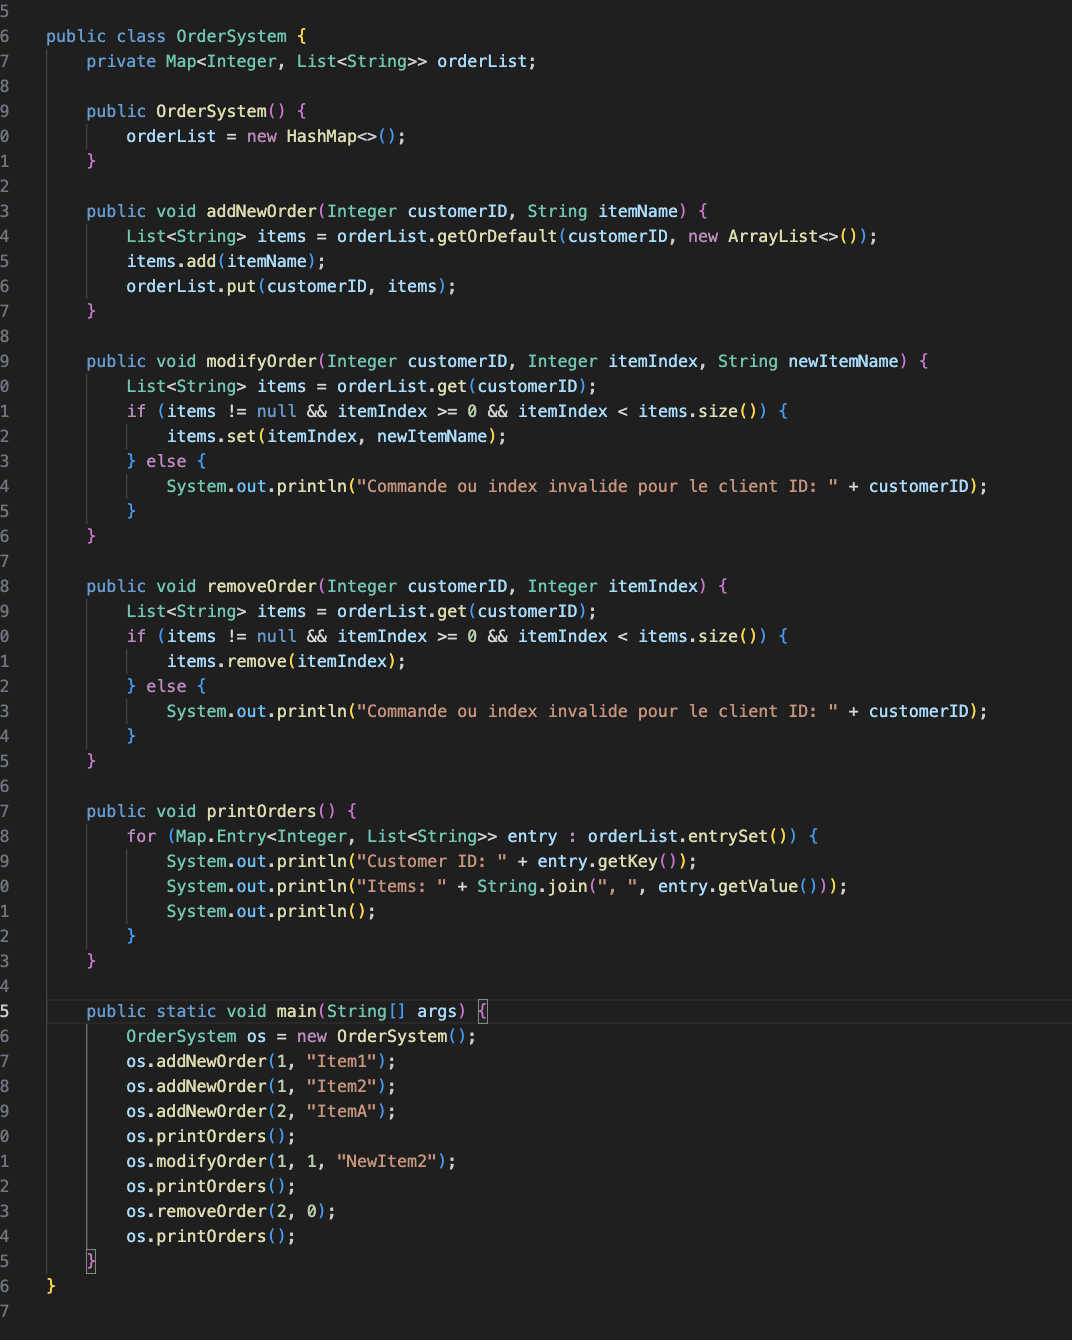 5
6 public class OrderSystem {
7 private Map<Integer, List<String>> orderList;
8
9 public OrderSystem() {
0 orderList = new HashMap<>();
1 }
2
3 public void addNewOrder(Integer customerID, String itemName) {
4 List<String> items = orderList.getOrDefault(customerID, new ArrayList<>());
5 items.add(itemName);
6 orderList.put(customerID, items);
7 }
8
9 public void modifyOrder(Integer customerID, Integer itemIndex, String newItemName) {
0 List<String> items = orderList.get(customerID);
1 if (items != null && itemIndex >= 0 && itemIndex < items.size()) {
2 items.set(itemIndex, newItemName);
3 } else {
4 System.out.println("Commande ou index invalide pour le client ID: " + customerID);
5 }
6 }
7
8 public void removeOrder(Integer customerID, Integer itemIndex) {
9 List<String> items = orderList.get(customerID);
0 if (items != null && itemIndex >= 0 && itemIndex < items.size()) {
1 items.remove(itemIndex);
2 } else {
3 System.out.println("Commande ou index invalide pour le client ID: " + customerID);
4 }
5 }
6
7 public void printOrders() {
8 for (Map.Entry<Integer, List<String>> entry : orderList.entrySet()) {
9 System.out.println("Customer ID: " + entry.getKey());
0 System.out.println("Items: " + String.join(", ", entry.getValue()));
1 System.out.println();
2 }
3 }
4
5 public static void main(String[] args) {
6 OrderSystem os = new OrderSystem();
7 os.addNewOrder(1, "Item1");
8 os.addNewOrder(1, "Item2");
9 os.addNewOrder(2, "ItemA");
0 os.printOrders();
1 os.modifyOrder(1, 1, "NewItem2");
2 os.printOrders();
3 os.removeOrder(2, 0);
4 os.printOrders();
5 }
6 }
7